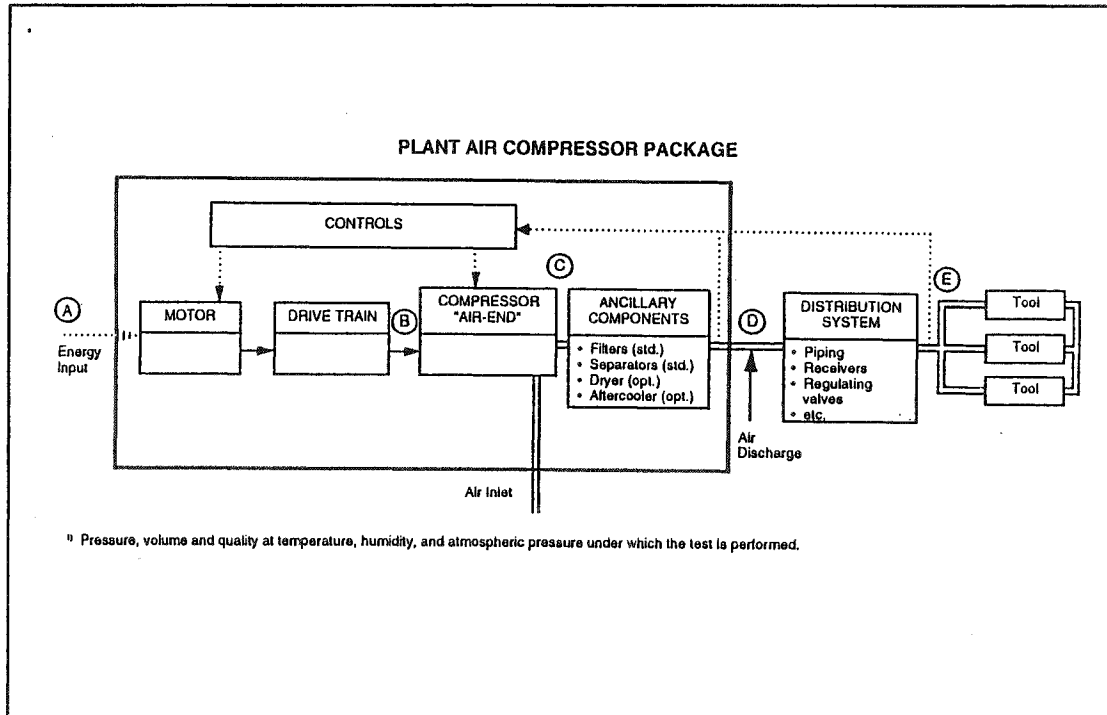 PLANT AIR COMPRESSOR PACKAGE
CONTROLS
A
Energy
Input
MOTOR
DRIVE TRAIN
B
COMPRESSOR
"AIR-END"
C
ANCILLARY
COMPONENTS
• Filters (std.)
• Separators (std.)
• Dryer (opt.)
• Aftercooler (opt.)
D
Air
Discharge
DISTRIBUTION
SYSTEM
• Piping
• Receivers
• Regulating
valves
• etc.
E
Tool
Tool
Tool
Air Inlet
¹⁾ Pressure, volume and quality at temperature, humidity, and atmospheric pressure under which the test is performed.